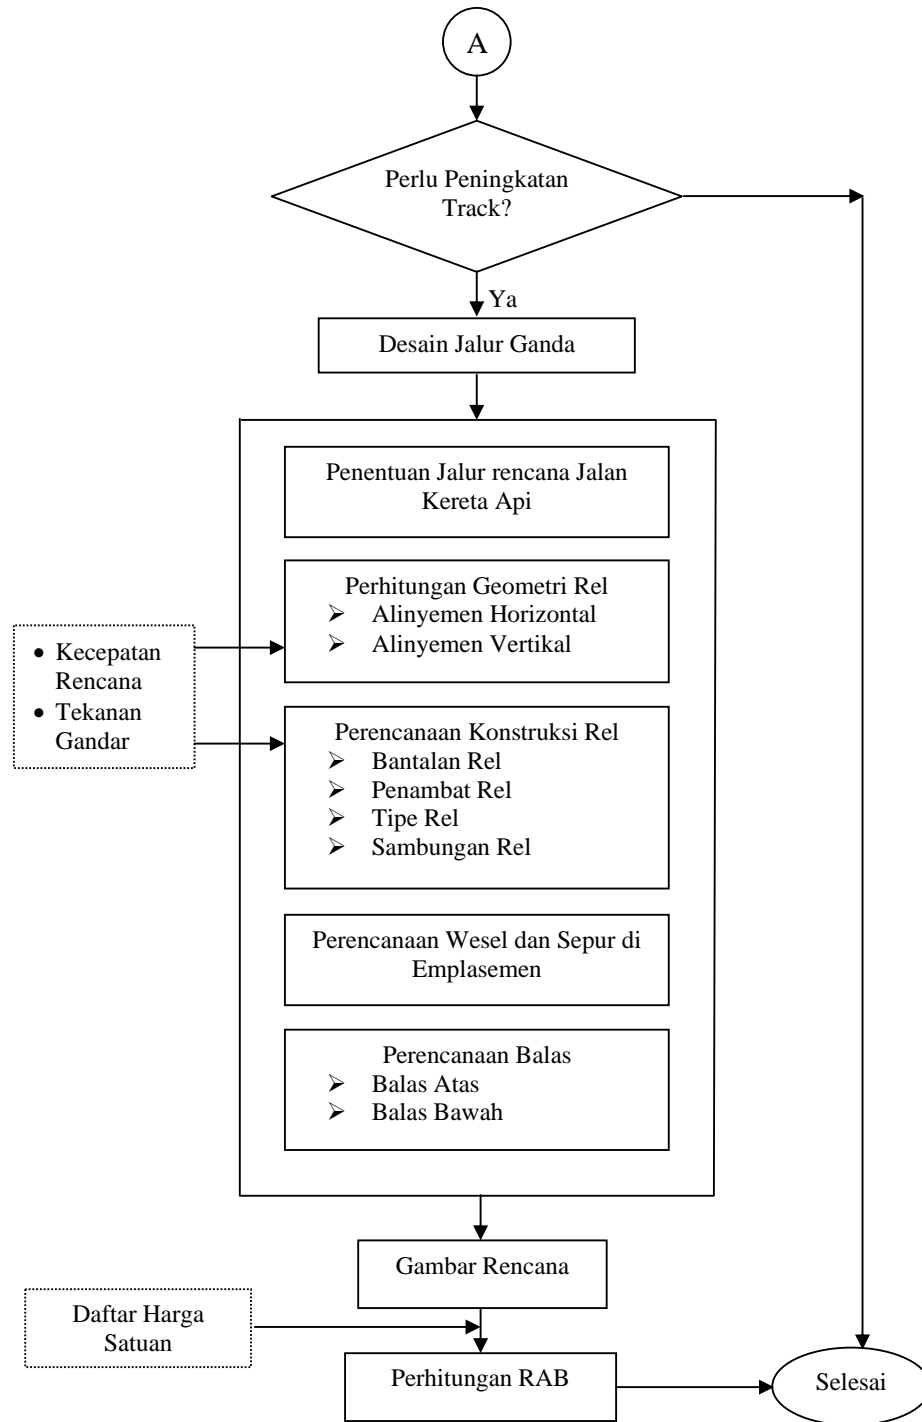 A
Perlu Peningkatan
Track?
Ya
Desain Jalur Ganda
Penentuan Jalur rencana Jalan
Kereta Api
Perhitungan Geometri Rel
➢ Alinyemen Horizontal
➢ Alinyemen Vertikal
• Kecepatan
Rencana
• Tekanan
Gandar
Perencanaan Konstruksi Rel
➢ Bantalan Rel
➢ Penambat Rel
➢ Tipe Rel
➢ Sambungan Rel
Perencanaan Wesel dan Sepur di
Emplasemen
Perencanaan Balas
➢ Balas Atas
➢ Balas Bawah
Gambar Rencana
Daftar Harga
Satuan
Perhitungan RAB
Selesai